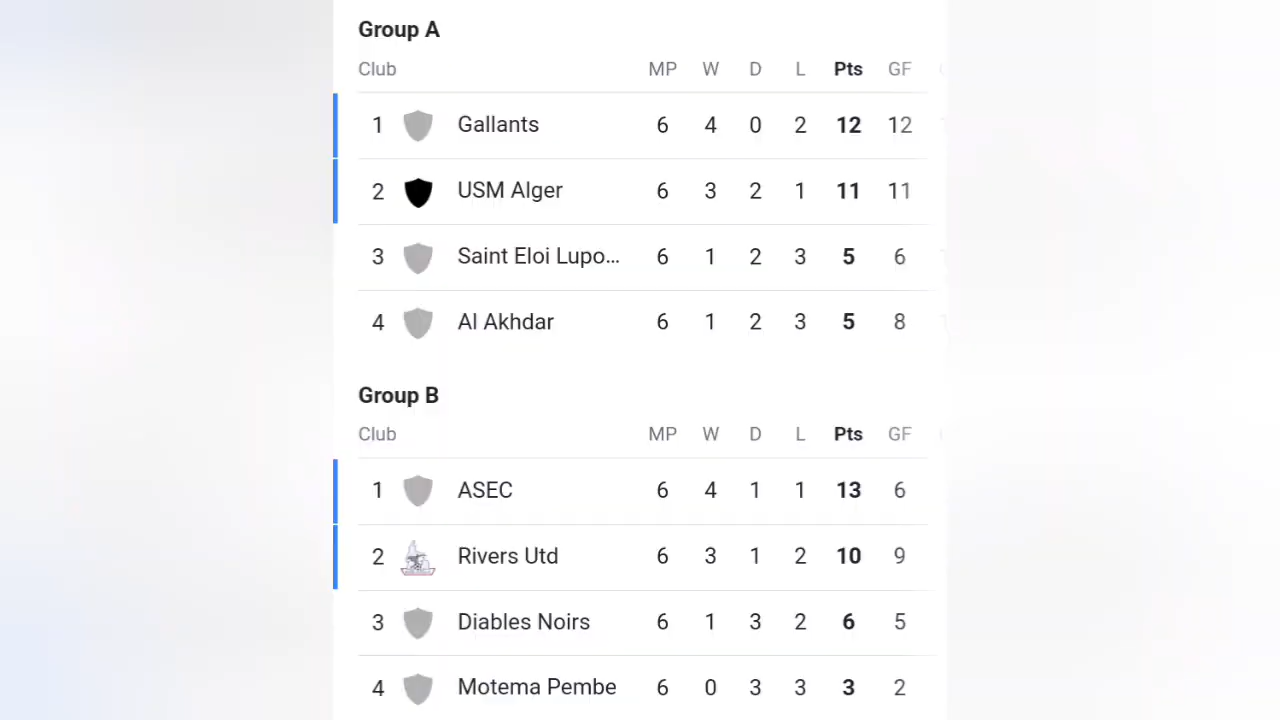 Group A
Club MP W D L Pts GF
1 Gallants 6 4 0 2 12 12
2 USM Alger 6 3 2 1 11 11
3 Saint Eloi Lupo... 6 1 2 3 5 6
4 Al Akhdar 6 1 2 3 5 8
Group B
Club MP W D L Pts GF
1 ASEC 6 4 1 1 13 6
2 Rivers Utd 6 3 1 2 10 9
3 Diables Noirs 6 1 3 2 6 5
4 Motema Pembe 6 0 3 3 3 2